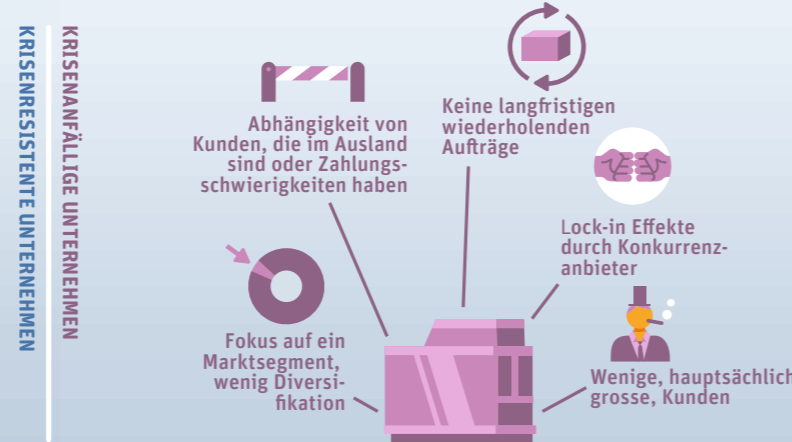 KRISENRESISTENTE UNTERNEHMEN
KRISENANFÄLLIGE UNTERNEHMEN
Abhängigkeit von
Kunden, die im Ausland
sind oder Zahlungs-
schwierigkeiten haben
Keine langfristigen
wiederholenden
Aufträge
Lock-in Effekte
durch Konkurrenz-
anbieter
Fokus auf ein
Marktsegment,
wenig Diversi-
fikation
Wenige, hauptsächlich
grosse, Kunden